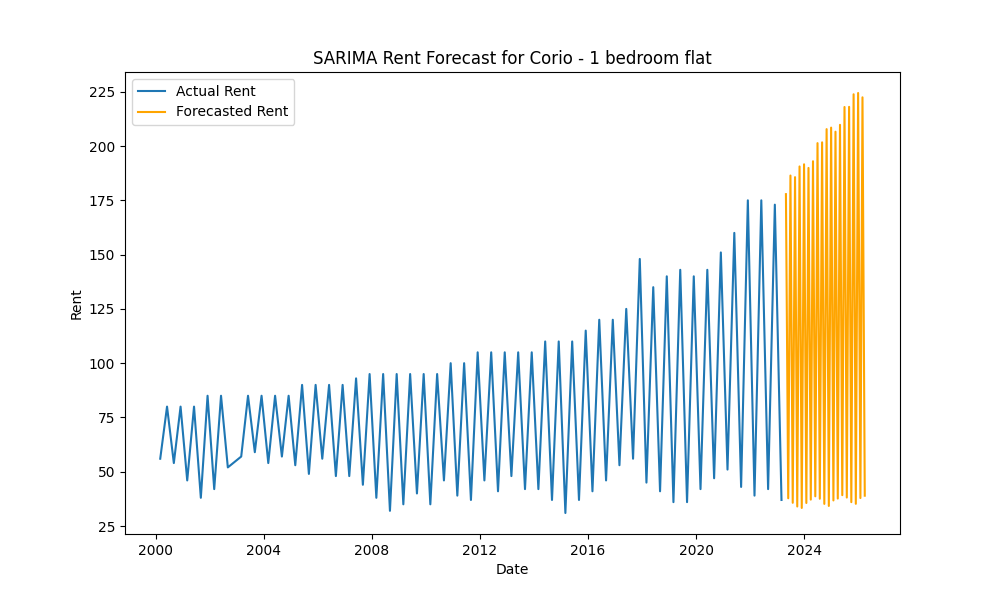 SARIMA Rent Forecast for Corio - 1 bedroom flat
Actual Rent
Forecasted Rent
225
200
175
150
125
100
75
50
25
Rent
2000 2004 2008 2012 2016 2020 2024
Date